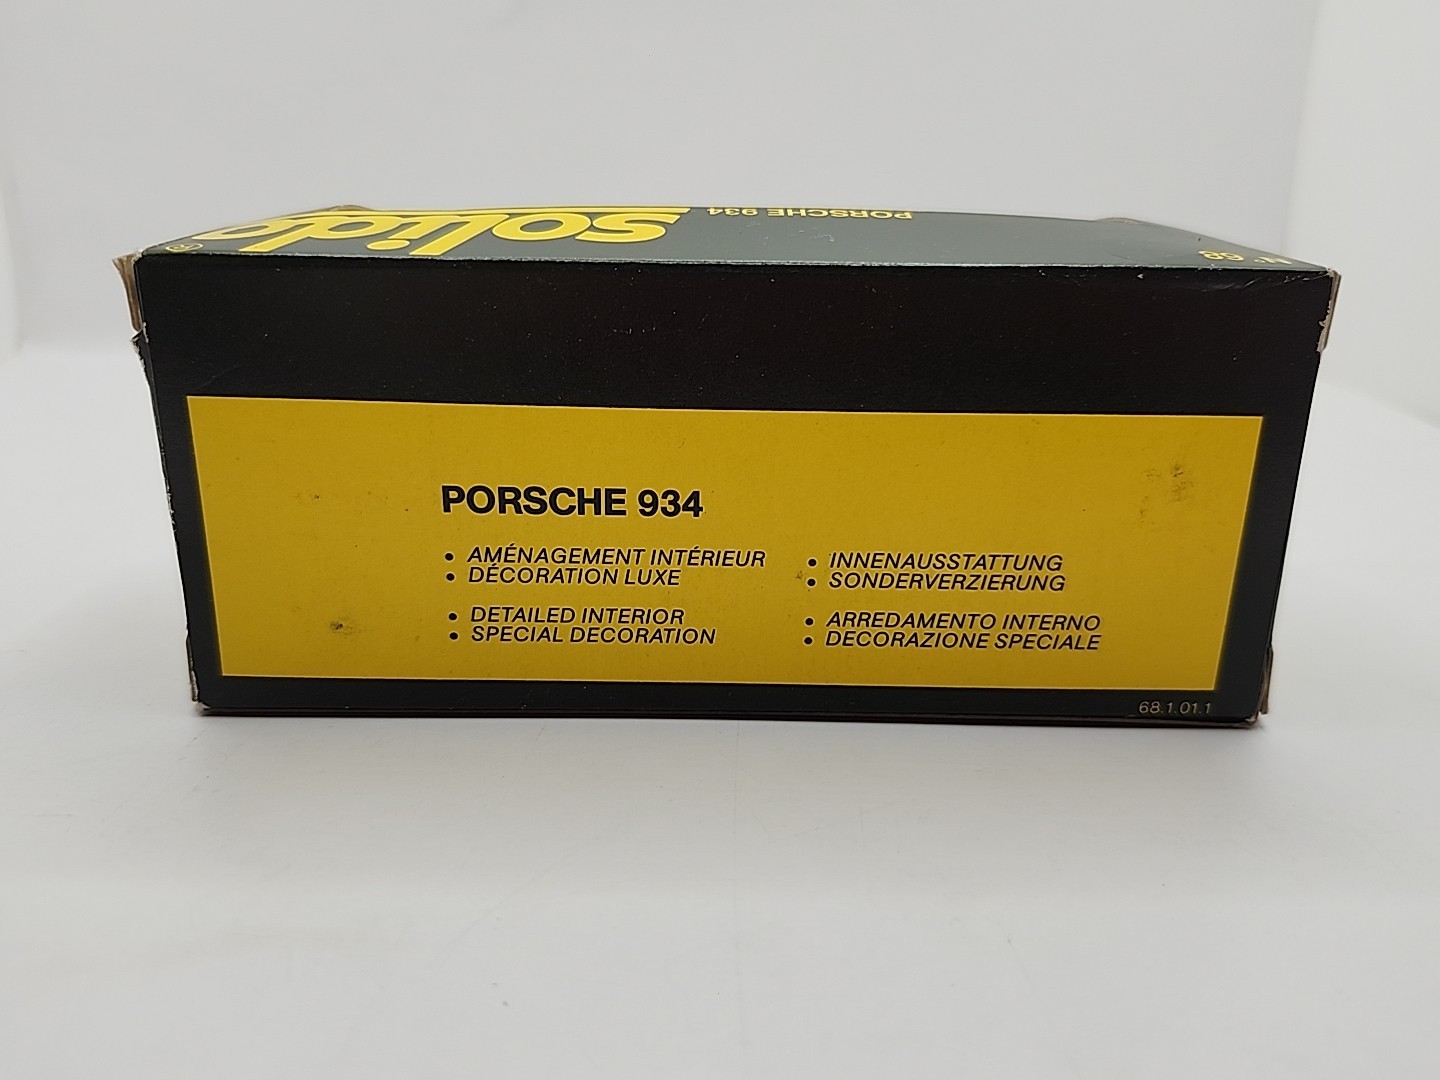 solido
®
PORSCHE 934
N° 68
PORSCHE 934
• AMÉNAGEMENT INTÉRIEUR
• DÉCORATION LUXE
• DETAILED INTERIOR
• SPECIAL DECORATION
• INNENAUSSTATTUNG
• SONDERVERZIERUNG
• ARREDAMENTO INTERNO
• DECORAZIONE SPECIALE
68.1.01.1